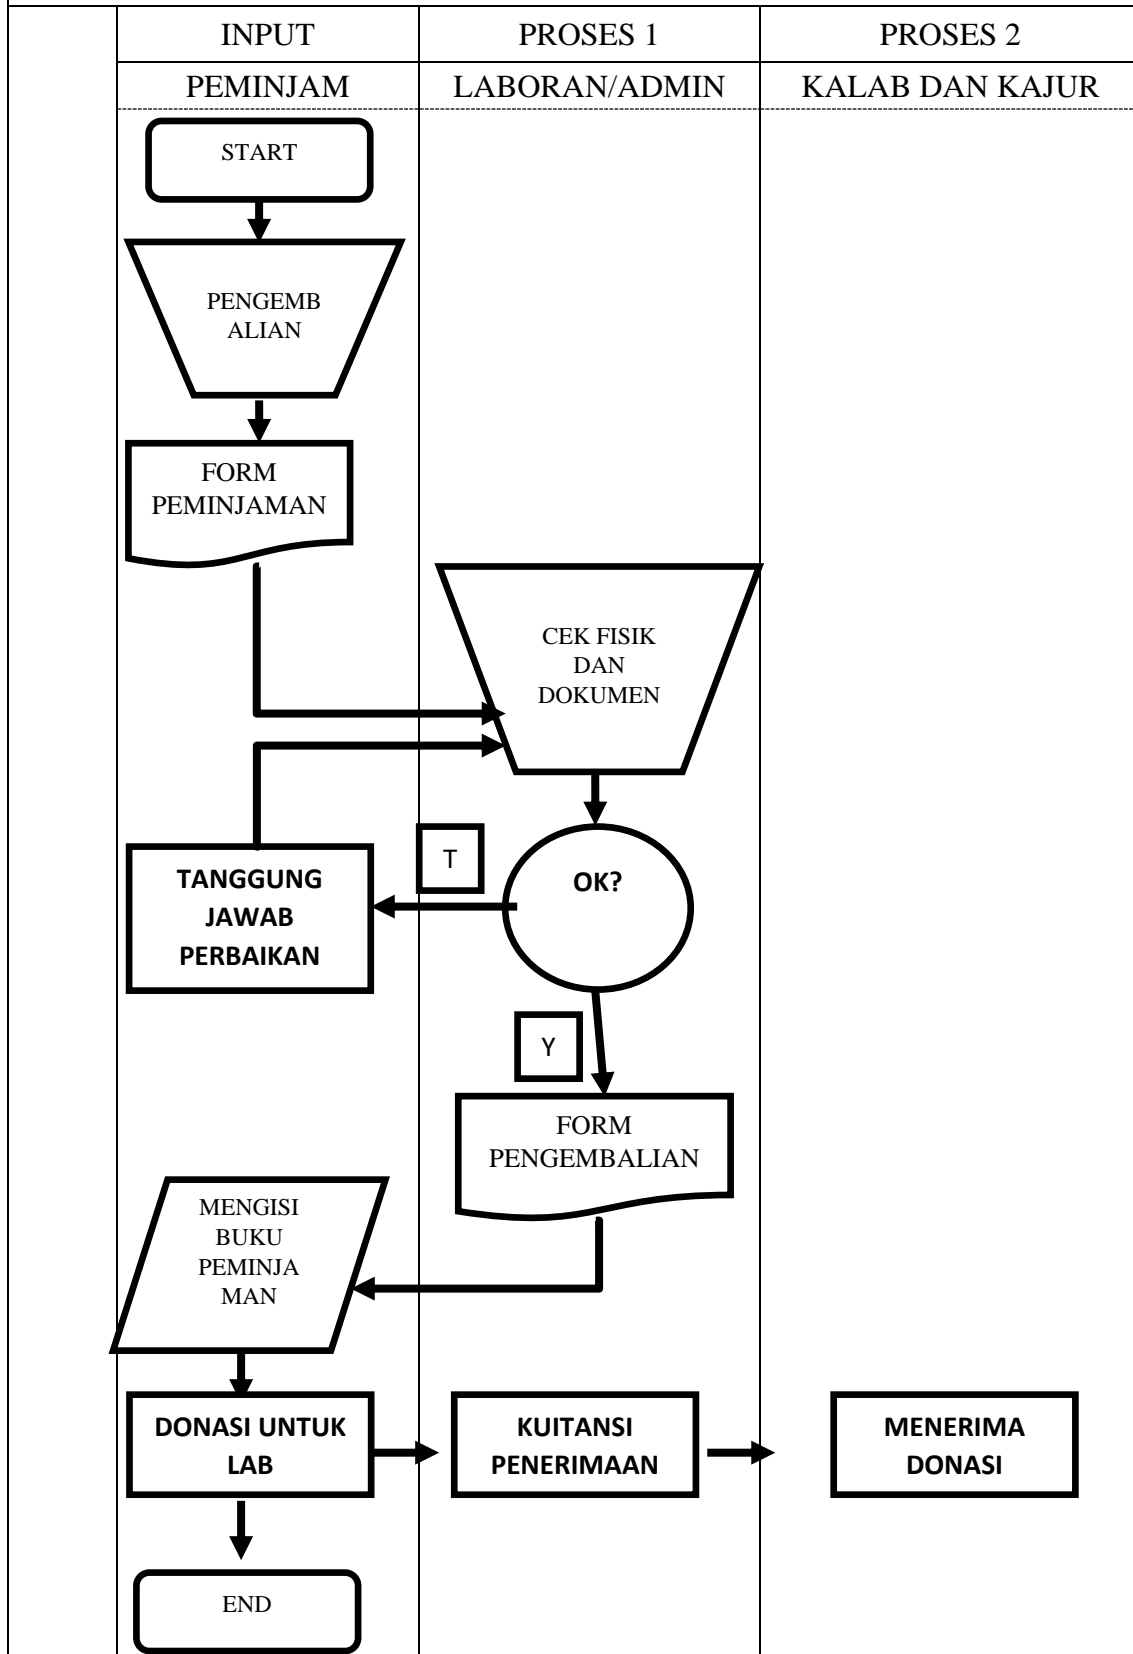 INPUT
PROSES 1
PROSES 2
PEMINJAM
LABORAN/ADMIN
KALAB DAN KAJUR
START
PENGEMB
ALIAN
FORM
PEMINJAMAN
CEK FISIK
DAN
DOKUMEN
T
OK?
TANGGUNG
JAWAB
PERBAIKAN
Y
FORM
PENGEMBALIAN
MENGISI
BUKU
PEMINJA
MAN
DONASI UNTUK
LAB
KUITANSI
PENERIMAAN
MENERIMA
DONASI
END